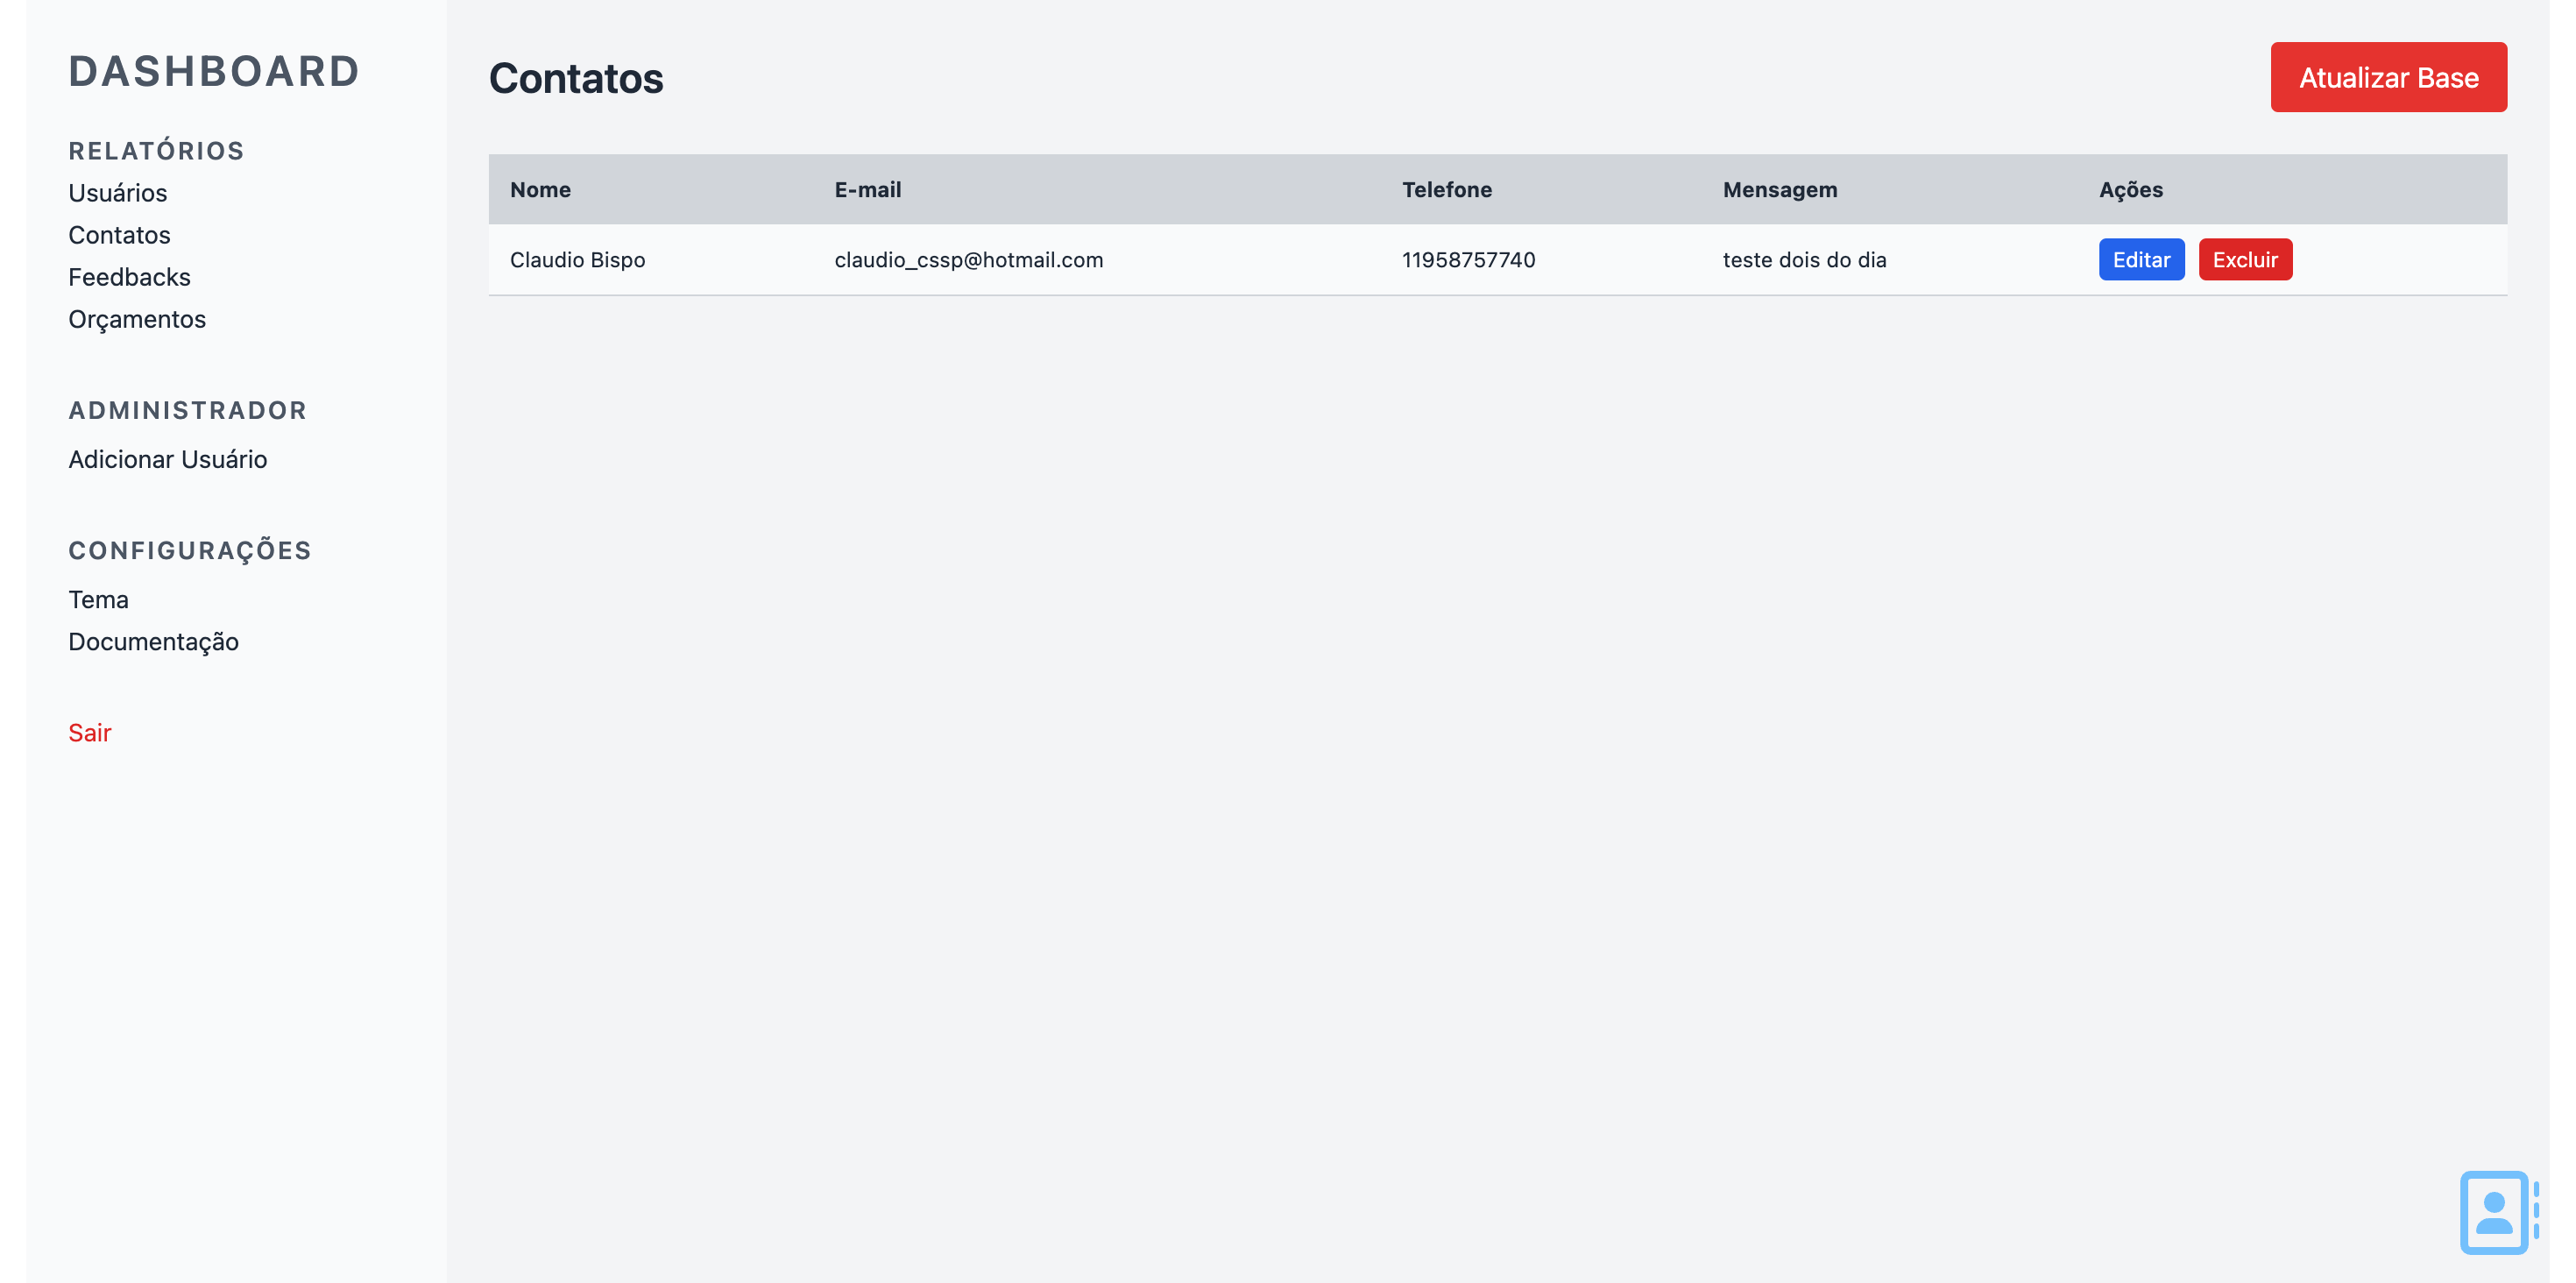 DASHBOARD
RELATÓRIOS
Usuários
Contatos
Feedbacks
Orçamentos
ADMINISTRADOR
Adicionar Usuário
CONFIGURAÇÕES
Tema
Documentação
Sair
Contatos
Atualizar Base
Nome E-mail Telefone Mensagem Ações
Claudio Bispo claudio_cssp@hotmail.com 11958757740 teste dois do dia Editar Excluir